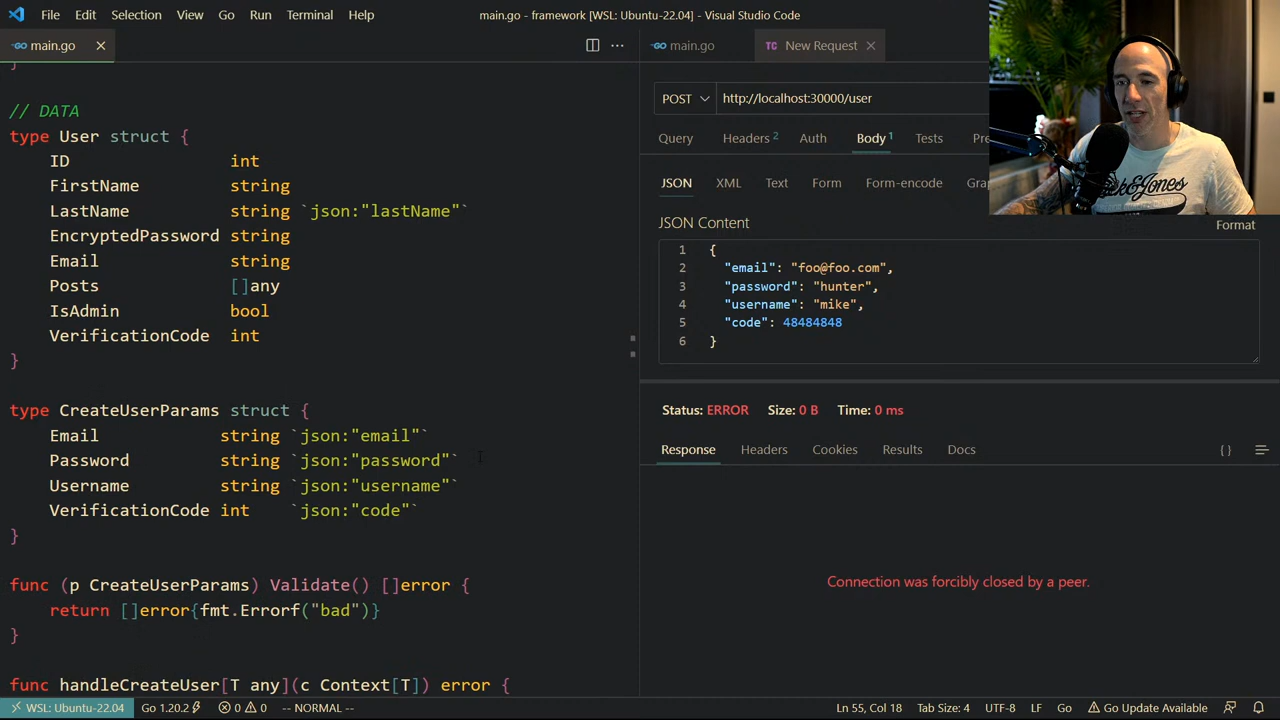 File Edit Selection View Go Run Terminal Help
main.go - framework [WSL: Ubuntu-22.04] - Visual Studio Code
main.go
}
// DATA
type User struct {
ID int
FirstName string
LastName string `json:"lastName"`
EncryptedPassword string
Email string
Posts []any
IsAdmin bool
VerificationCode int
}
type CreateUserParams struct {
Email string `json:"email"`
Password string `json:"password"`
Username string `json:"username"`
VerificationCode int `json:"code"`
}
func (p CreateUserParams) Validate() []error {
return []error{fmt.Errorf("bad")}
}
func handleCreateUser[T any](c Context[T]) error {
main.go
TC New Request
POST http://localhost:30000/user
Query Headers 2 Auth Body 1 Tests Pre
JSON XML Text Form Form-encode Gra
JSON Content
Format
1 {
2 "email": "foo@foo.com",
3 "password": "hunter",
4 "username": "mike",
5 "code": 48484848
6 }
Status: ERROR Size: 0 B Time: 0 ms
Response Headers Cookies Results Docs { }
Connection was forcibly closed by a peer.
WSL: Ubuntu-22.04 Go 1.20.2 0 0 -- NORMAL -- Ln 55, Col 18 Tab Size: 4 UTF-8 LF Go Go Update Available